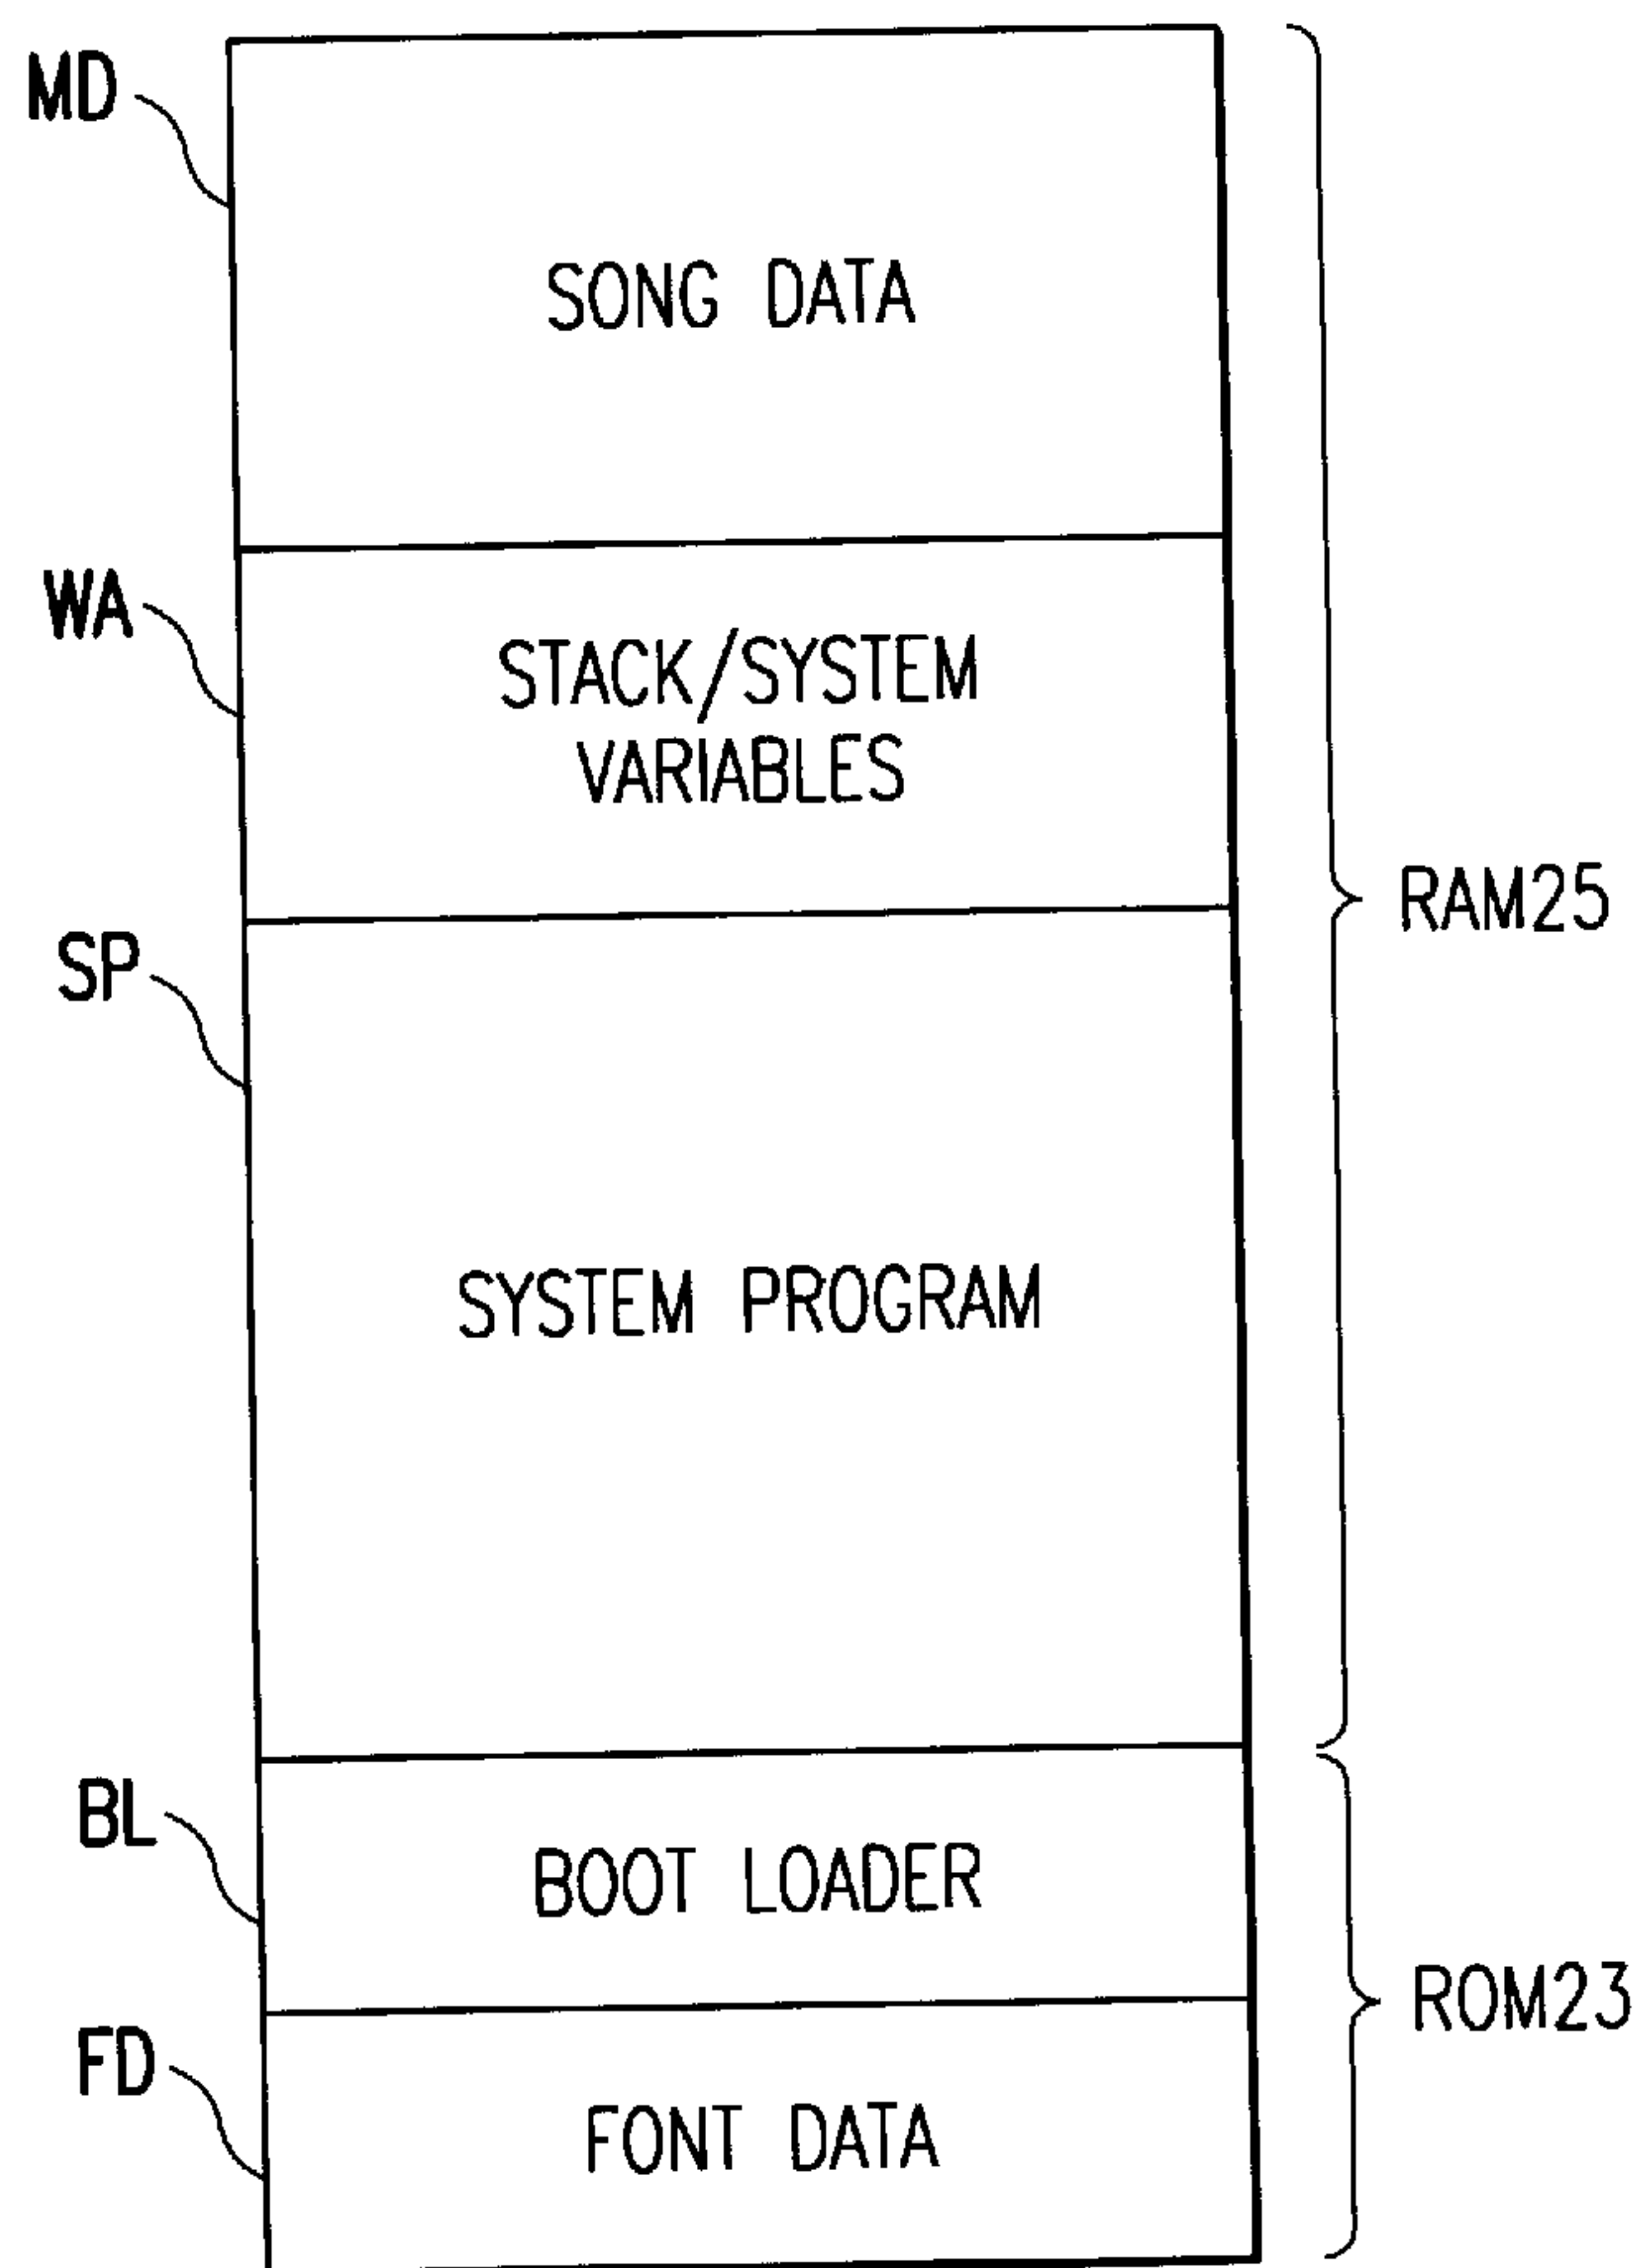 MD
SONG DATA
WA
STACK/SYSTEM
VARIABLES
RAM25
SP
SYSTEM PROGRAM
BL
BOOT LOADER
ROM23
FD
FONT DATA